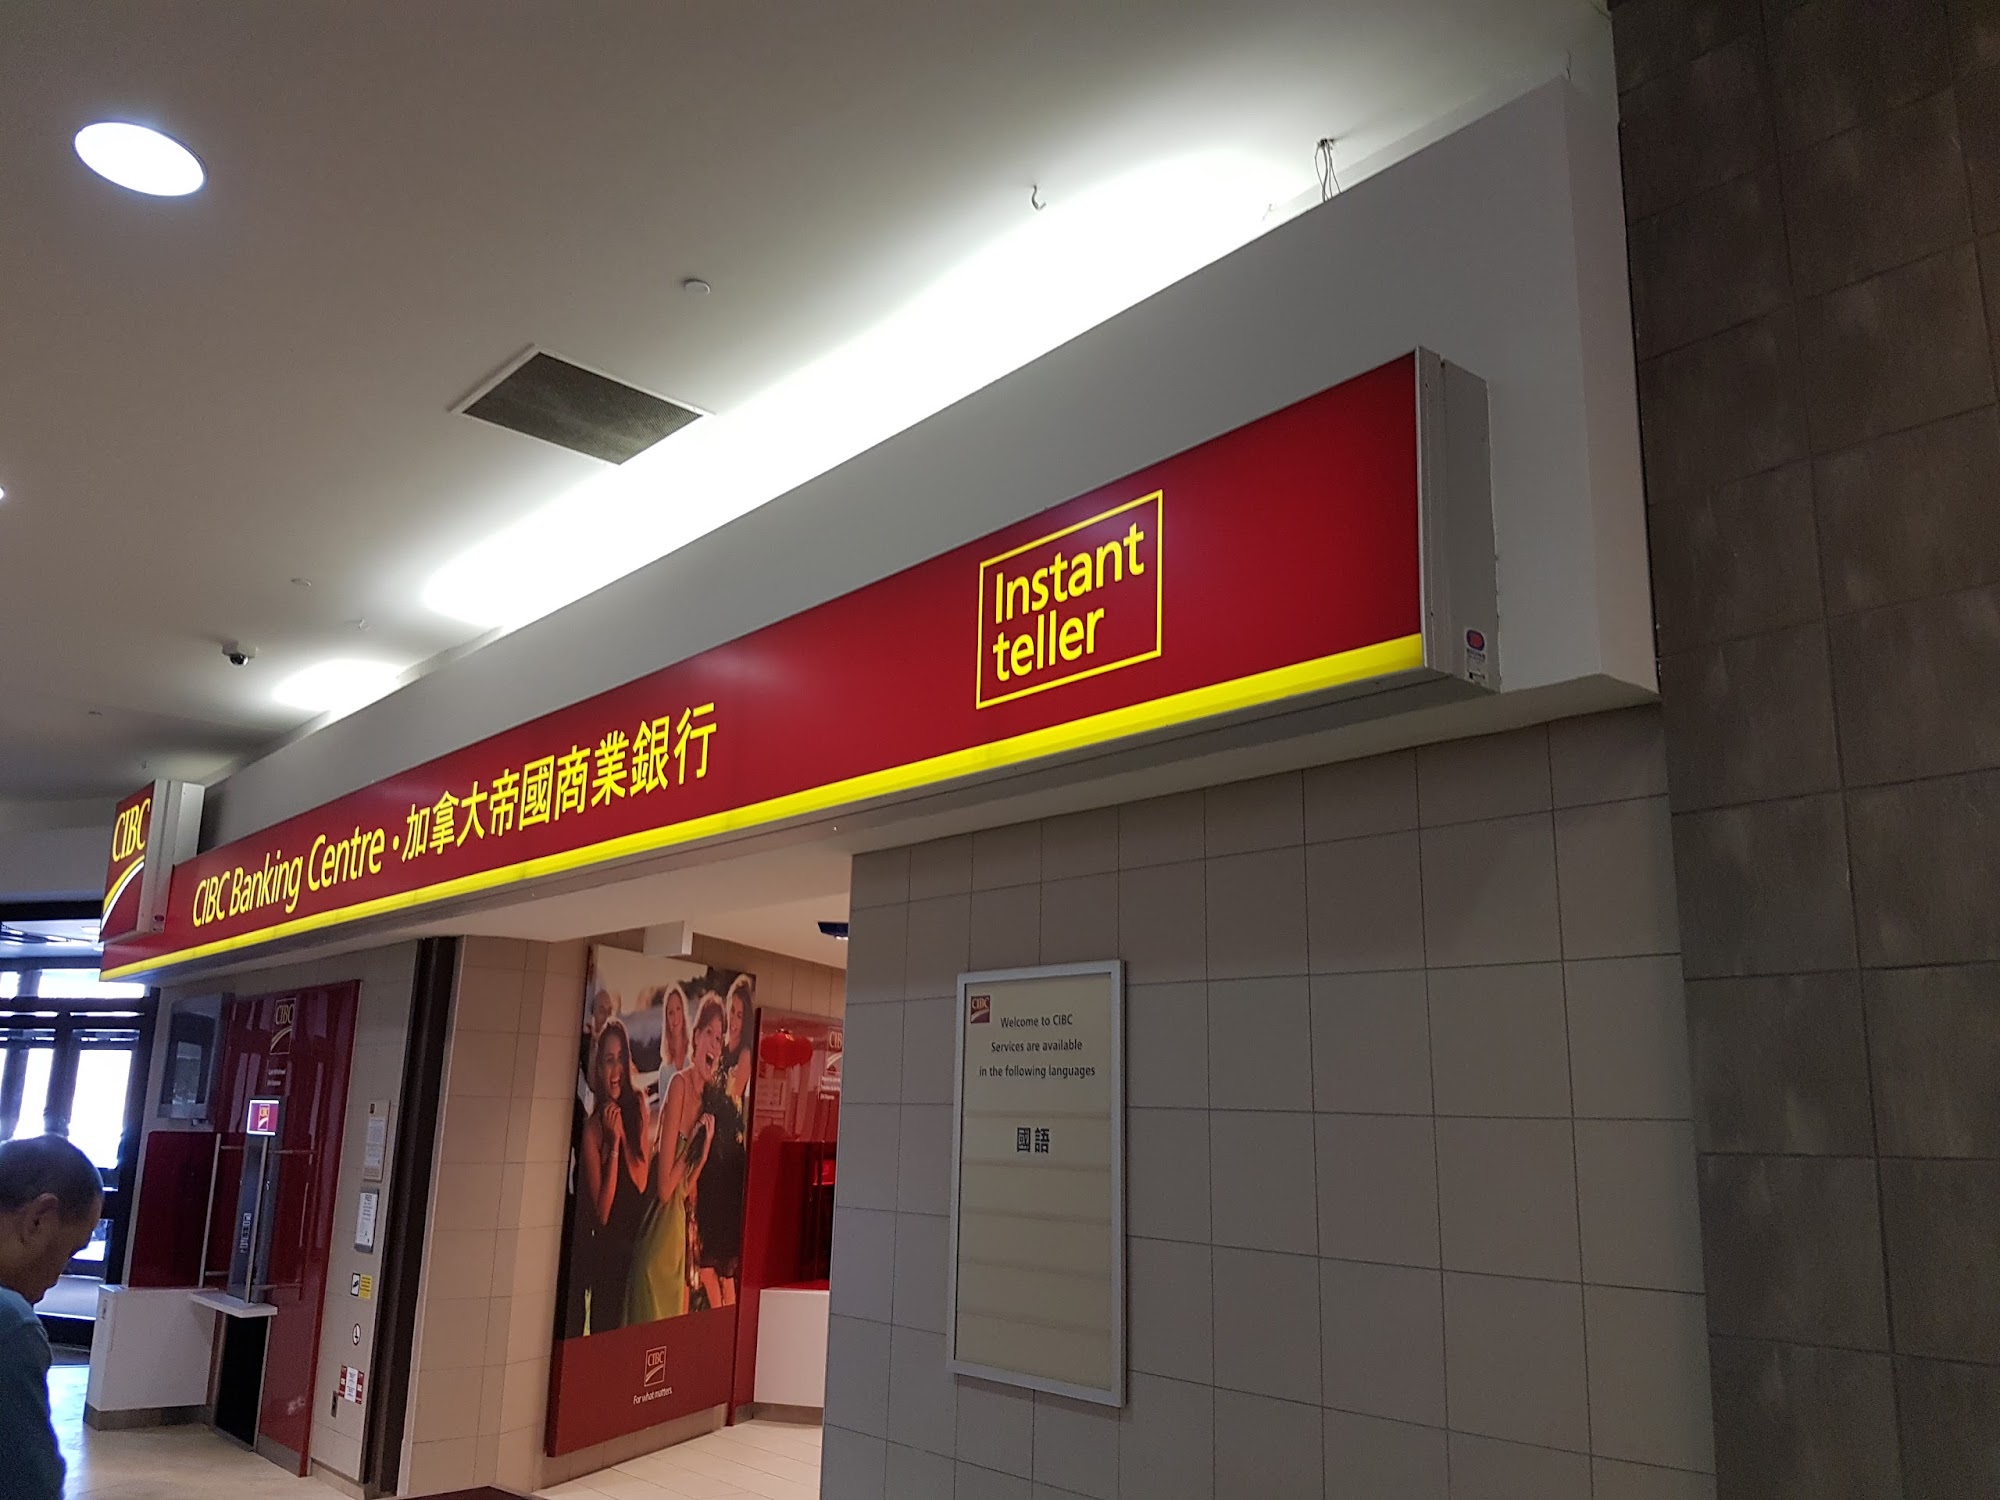 CIBC
CIBC Banking Centre · 加拿大帝國商業銀行
Instant
teller
CIBC
Welcome to CIBC
Services are available
in the following languages
國語
CIBC
CIBC
For what matters.